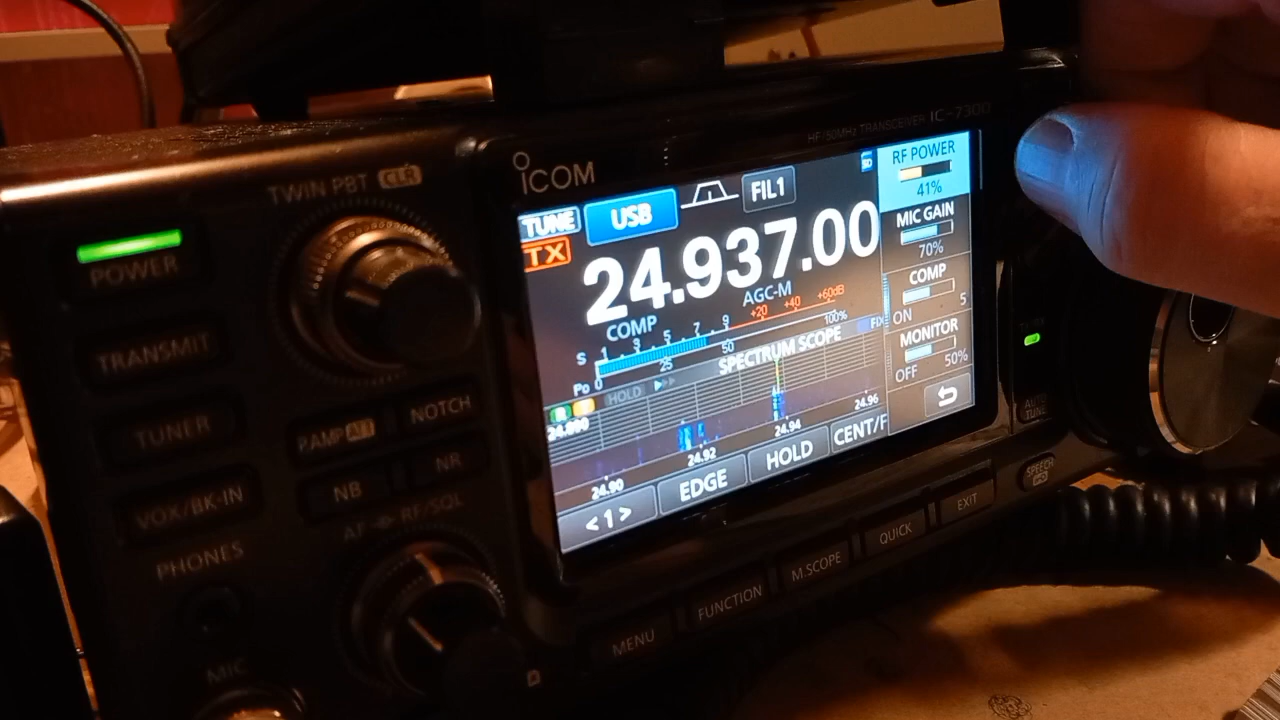 HF/50MHz TRANSCEIVER IC-7300
TWIN PBT CLR
ICOM
POWER
TRANSMIT
TUNER
VOX/BK-IN
P.AMP ATT
NOTCH
NB
NR
AF RF/SQL
PHONES
MIC
TUNE
USB
FIL1
SD
TX
24.937.00
AGC-M
COMP
S 1 3 5 7 9 +20 +40 +60dB
Po 0 25 50 100%
FIX
SPECTRUM SCOPE
HOLD
24.890
24.90
24.92
24.94
24.96
<1>
EDGE
HOLD
CENT/F
RF POWER
41%
MIC GAIN
70%
COMP
ON 5
MONITOR
OFF 50%
MENU
FUNCTION
M.SCOPE
QUICK
EXIT
AUTO
TUNE
SPEECH